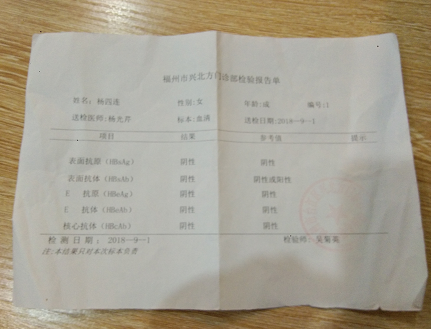 福州市兴北方门诊部检验报告单
姓名：杨四莲 性别：女 年龄：成 编号：1
送检医师：杨光芹 标本：血清 送检日期：2018-9-1
项目 结果 参考值 提示
表面抗原（HBsAg） 阴性 阴性
表面抗体（HBsAb） 阴性 阴性或阳性
E 抗原（HBeAg） 阴性 阴性
E 抗体（HBeAb） 阴性 阴性
核心抗体（HBcAb） 阴性 阴性
检测日期：2018-9-1 检验师：吴菊英
注：本结果只对本次标本负责